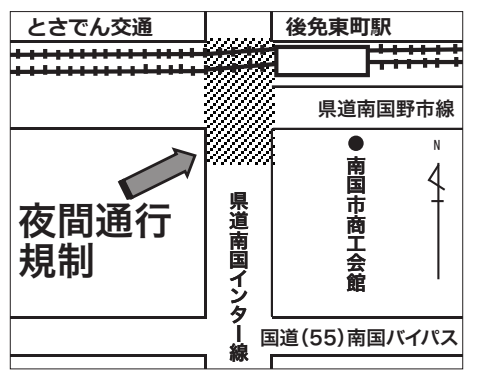 とさでん交通
後免東町駅
県道南国野市線
南国市商工会館
N
夜間通行
規制
県道南国インター線
国道(55)南国バイパス